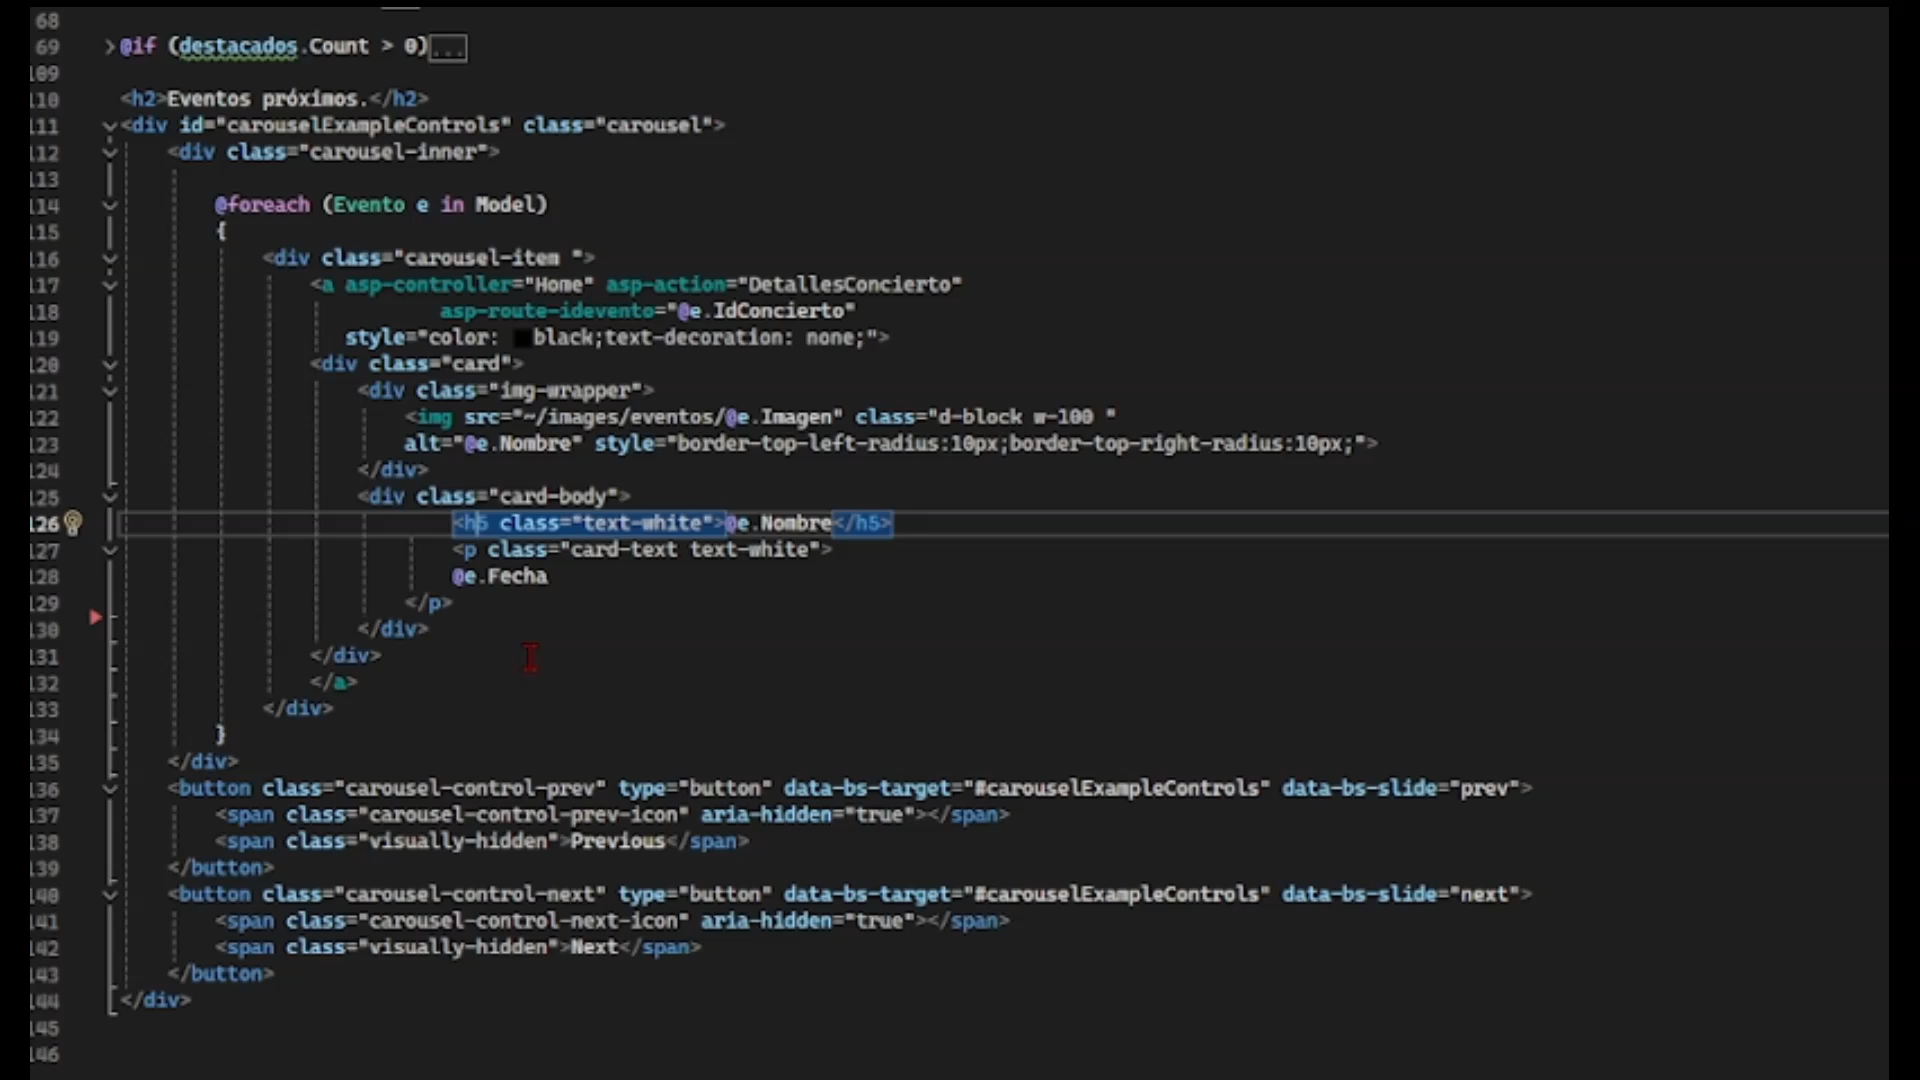 68
69 @if (destacados.Count > 0)...
109
110 <h2>Eventos próximos.</h2>
111 <div id="carouselExampleControls" class="carousel">
112 <div class="carousel-inner">
113
114 @foreach (Evento e in Model)
115 {
116 <div class="carousel-item ">
117 <a asp-controller="Home" asp-action="DetallesConcierto"
118 asp-route-idevento="@e.IdConcierto"
119 style="color: black;text-decoration: none;">
120 <div class="card">
121 <div class="img-wrapper">
122 <img src="~/images/eventos/@e.Imagen" class="d-block w-100 "
123 alt="@e.Nombre" style="border-top-left-radius:10px;border-top-right-radius:10px;">
124 </div>
125 <div class="card-body">
126 <h5 class="text-white">@e.Nombre</h5>
127 <p class="card-text text-white">
128 @e.Fecha
129 </p>
130 </div>
131 </div>
132 </a>
133 </div>
134 }
135 </div>
136 <button class="carousel-control-prev" type="button" data-bs-target="#carouselExampleControls" data-bs-slide="prev">
137 <span class="carousel-control-prev-icon" aria-hidden="true"></span>
138 <span class="visually-hidden">Previous</span>
139 </button>
140 <button class="carousel-control-next" type="button" data-bs-target="#carouselExampleControls" data-bs-slide="next">
141 <span class="carousel-control-next-icon" aria-hidden="true"></span>
142 <span class="visually-hidden">Next</span>
143 </button>
144 </div>
145
146